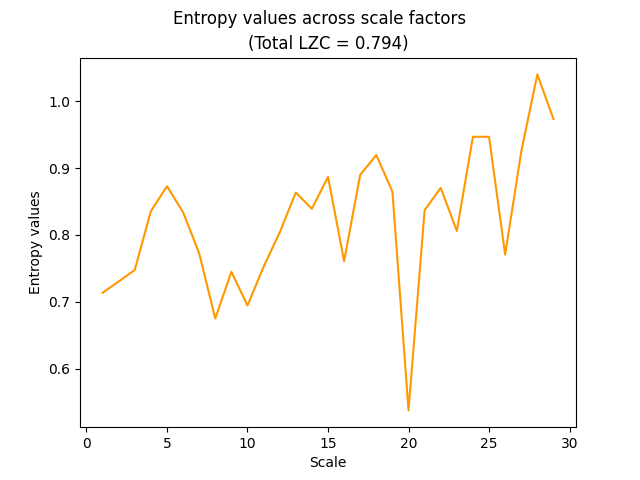 Entropy values across scale factors
(Total LZC = 0.794)
1.0
0.9
0.8
0.7
0.6
Entropy values
0 5 10 15 20 25 30
Scale